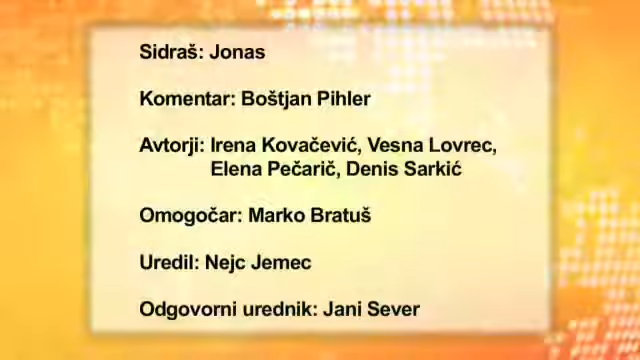 Sidraš: Jonas
Komentar: Boštjan Pihler
Avtorji: Irena Kovačević, Vesna Lovrec,
Elena Pečarič, Denis Sarkić
Omogočar: Marko Bratuš
Uredil: Nejc Jemec
Odgovorni urednik: Jani Sever